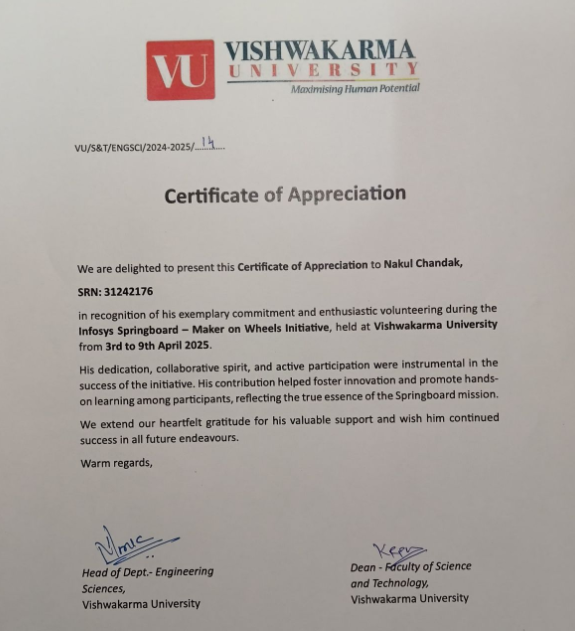 VU
VISHWAKARMA
UNIVERSITY
Maximising Human Potential
VU/S&T/ENGSCI/2024-2025/
Certificate of Appreciation
We are delighted to present this Certificate of Appreciation to Nakul Chandak,
SRN: 31242176
in recognition of his exemplary commitment and enthusiastic volunteering during the
Infosys Springboard – Maker on Wheels Initiative, held at Vishwakarma University
from 3rd to 9th April 2025.
His dedication, collaborative spirit, and active participation were instrumental in the
success of the initiative. His contribution helped foster innovation and promote hands-
on learning among participants, reflecting the true essence of the Springboard mission.
We extend our heartfelt gratitude for his valuable support and wish him continued
success in all future endeavours.
Warm regards,
Head of Dept.- Engineering
Sciences,
Vishwakarma University
Dean - Faculty of Science
and Technology,
Vishwakarma University